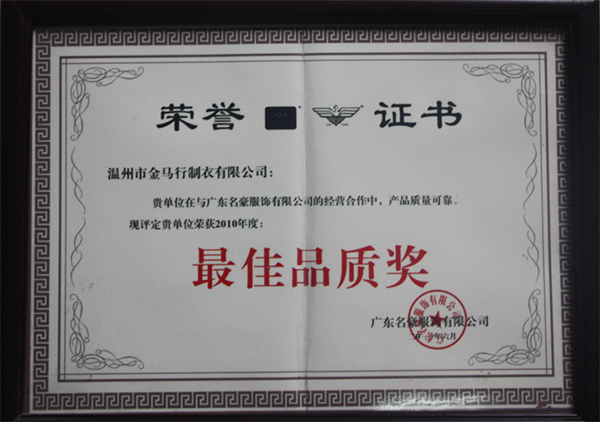 荣誉证书
温州市金马行制衣有限公司：
贵单位在与广东名豪服饰有限公司的经营合作中，产品质量可靠。
现评定贵单位荣获2010年度：
最佳品质奖
广东名豪服饰有限公司
年六月